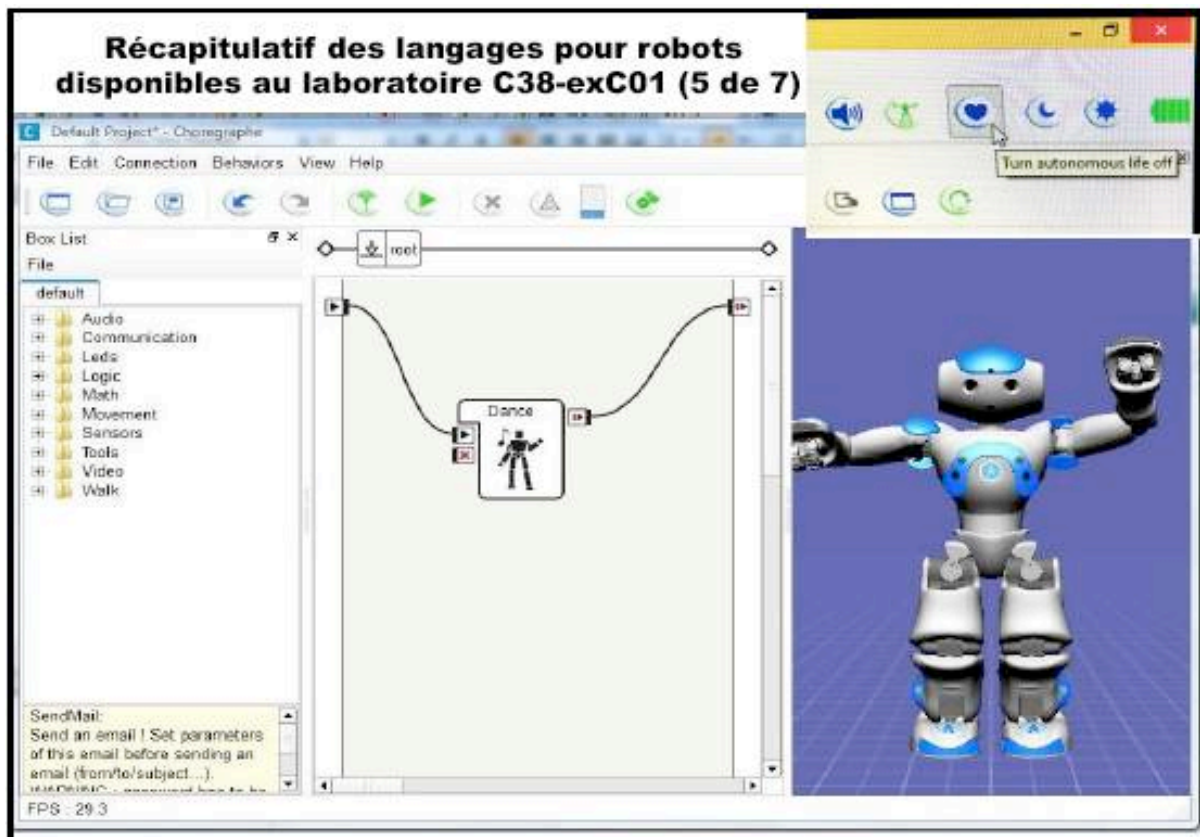 Récapitulatif des langages pour robots
disponibles au laboratoire C38-exC01 (5 de 7)
Turn autonomous life off
Default Project* - Choregraphe
File Edit Connection Behaviors View Help
Box List
File
default
Audio
Communication
Leds
Logic
Math
Movement
Sensors
Tools
Video
Walk
root
Dance
SendMail:
Send an email ! Set parameters
of this email before sending an
email (from/to/subject...).
FPS : 29.3